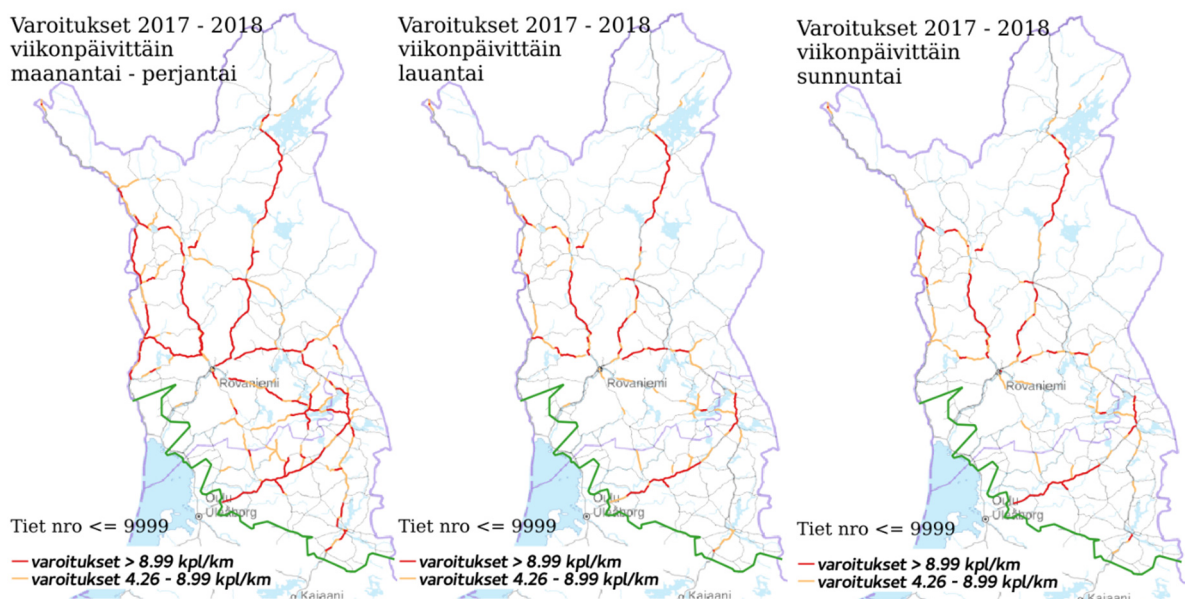 Varoitukset 2017 - 2018
viikonpäivittäin
maanantai - perjantai
Rovaniemi
Oulu
Uleåborg
Tiet nro <= 9999
varoitukset > 8.99 kpl/km
varoitukset 4.26 - 8.99 kpl/km
Kajaani
Varoitukset 2017 - 2018
viikonpäivittäin
lauantai
Rovaniemi
Oulu
Uleåborg
Tiet nro <= 9999
varoitukset > 8.99 kpl/km
varoitukset 4.26 - 8.99 kpl/km
Kajaani
Varoitukset 2017 - 2018
viikonpäivittäin
sunnuntai
Rovaniemi
Oulu
Uleåborg
Tiet nro <= 9999
varoitukset > 8.99 kpl/km
varoitukset 4.26 - 8.99 kpl/km
Kajaani